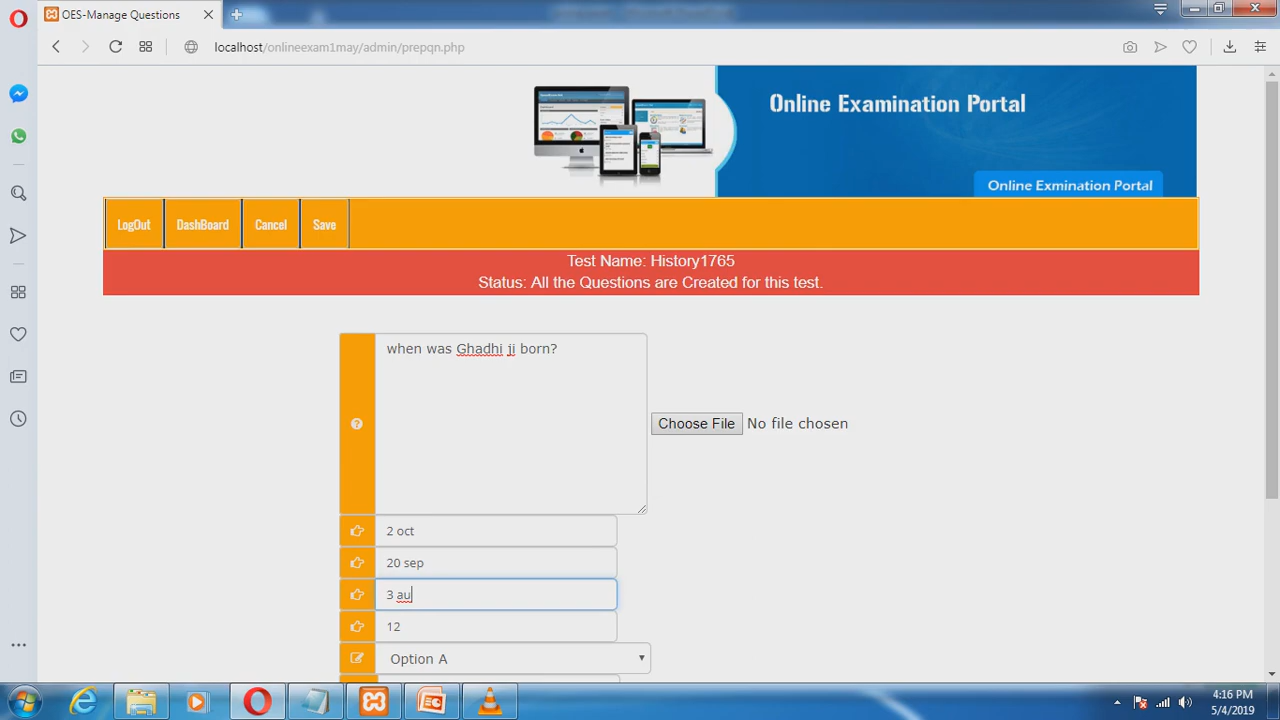 OES-Manage Questions
localhost/onlineexam1may/admin/prepqn.php
Online Examination Portal
Online Exmination Portal
LogOut
DashBoard
Cancel
Save
Test Name: History1765
Status: All the Questions are Created for this test.
when was Ghadhi ji born?
Choose File No file chosen
2 oct
20 sep
3 au
12
Option A
4:16 PM
5/4/2019